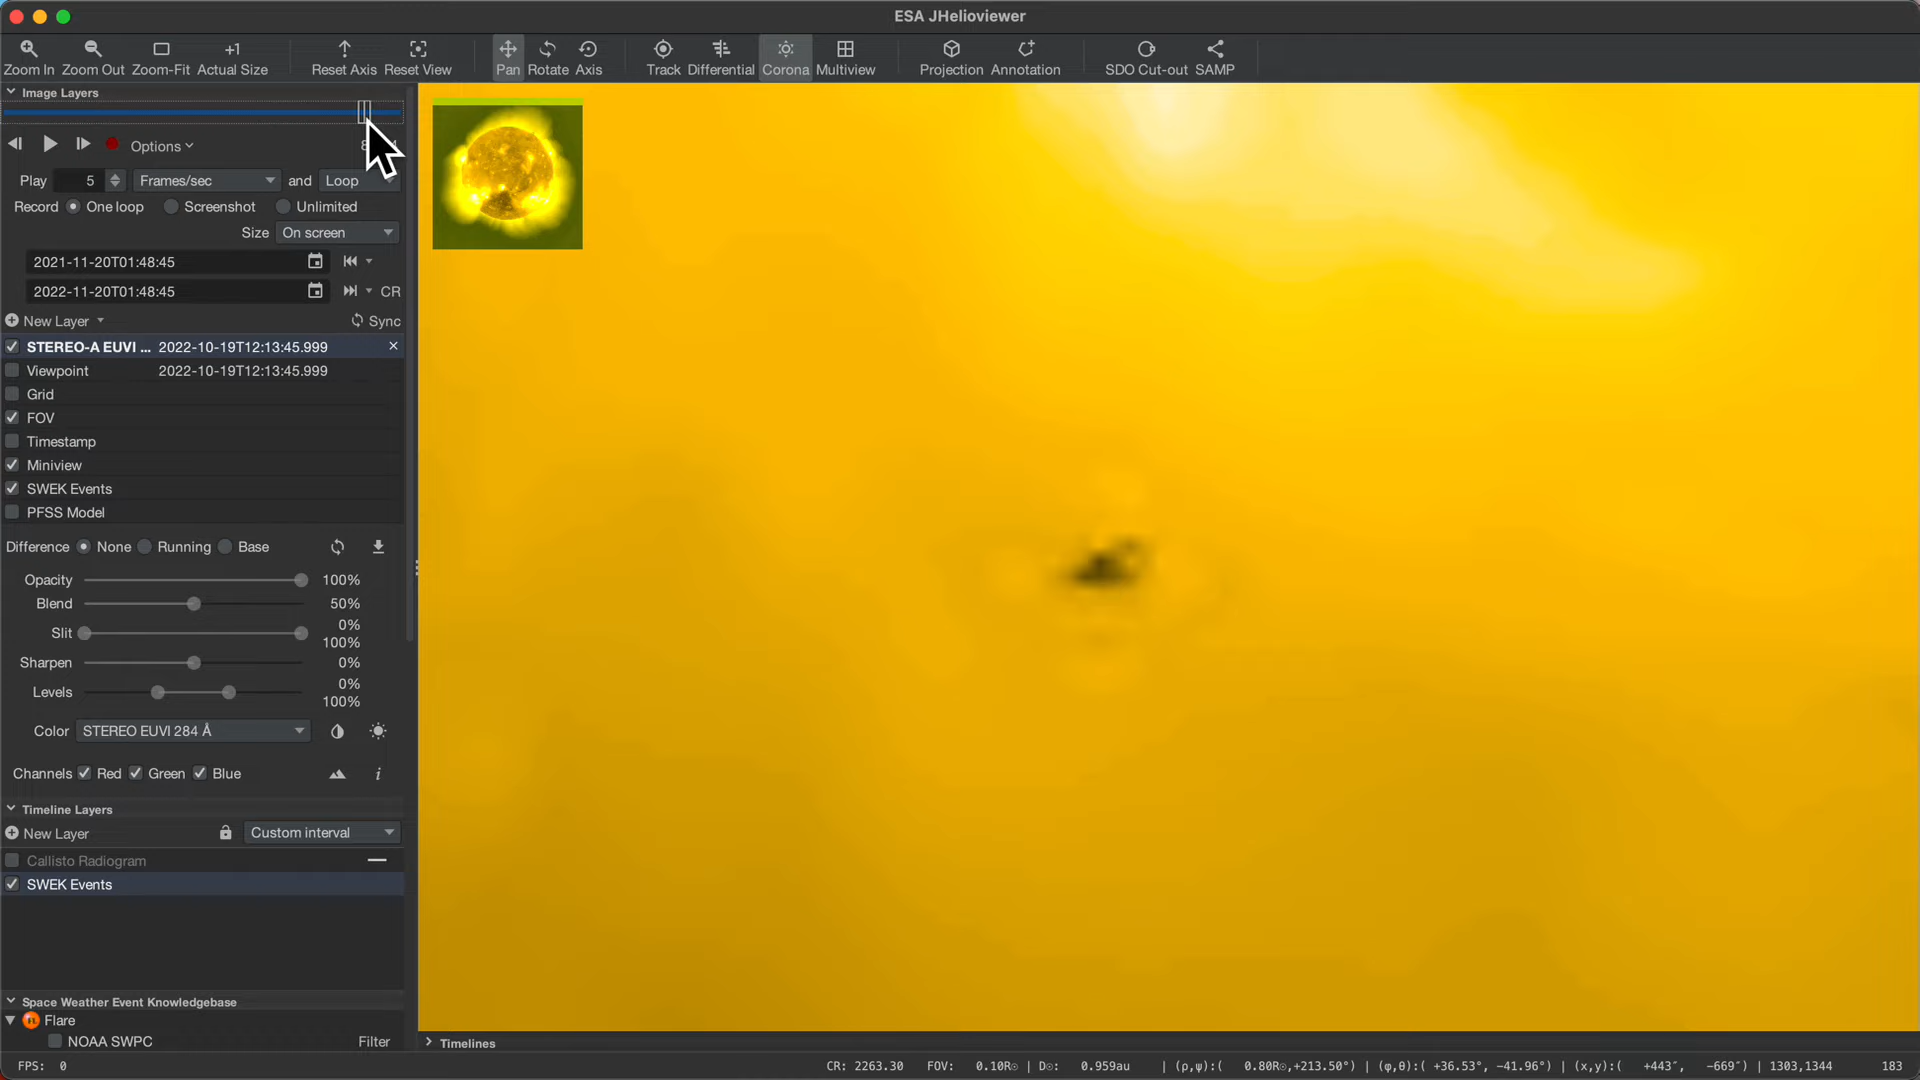 ESA JHelioviewer
Zoom In Zoom Out Zoom-Fit Actual Size Reset Axis Reset View Pan Rotate Axis Track Differential Corona Multiview Projection Annotation SDO Cut-out SAMP
+1
Image Layers
Options
Play 5 Frames/sec and Loop
Record One loop Screenshot Unlimited
Size On screen
2021-11-20T01:48:45
2022-11-20T01:48:45 CR
New Layer Sync
STEREO-A EUVI ... 2022-10-19T12:13:45.999
Viewpoint 2022-10-19T12:13:45.999
Grid
FOV
Timestamp
Miniview
SWEK Events
PFSS Model
Difference None Running Base
Opacity 100%
Blend 50%
Slit 0%
100%
Sharpen 0%
Levels 0%
100%
Color STEREO EUVI 284 Å
Channels Red Green Blue i
Timeline Layers
New Layer Custom interval
Callisto Radiogram
SWEK Events
Space Weather Event Knowledgebase
FL Flare
NOAA SWPC Filter
Timelines
FPS: 0 CR: 2263.30 FOV: 0.10R☉ | D☉: 0.959au | (ρ,ψ):( 0.80R☉,+213.50°) | (φ,θ):( +36.53°, -41.96°) | (x,y):( +443″, -669″) | 1303,1344 183